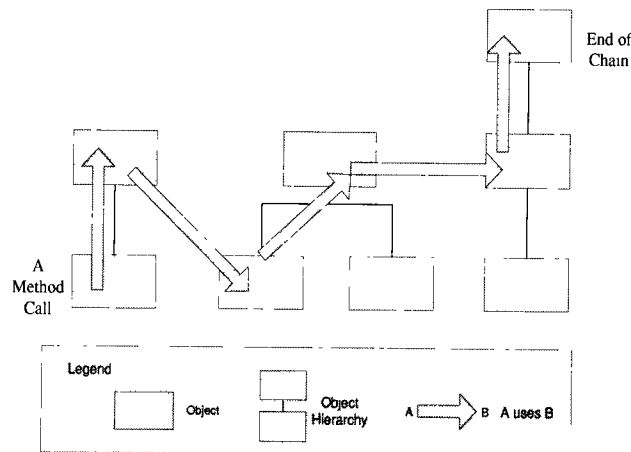 End of
Chain
A
Method
Call
Legend
Object
Object
Hierarchy
A
B A uses B